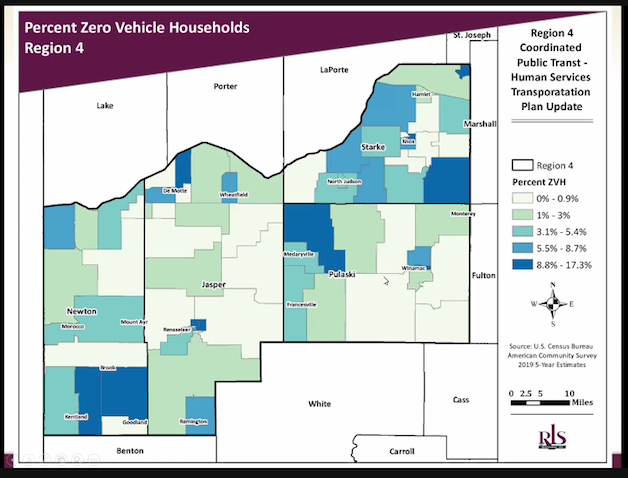 Percent Zero Vehicle Households
Region 4
St. Joseph
LaPorte
Porter
Lake
Hamlet
Marshall
Starke
Knox
North Judson
De Motte
Wheatfield
Monterey
Medaryville
Winamac
Pulaski
Fulton
Jasper
Francesville
Newton
Morocco
Mount Ayr
Rensselaer
Brook
Kentland
Goodland
Remington
White
Cass
Benton
Carroll
Region 4
Coordinated
Public Transt -
Human Services
Transporatation
Plan Update
Region 4
Percent ZVH
0% - 0.9%
1% - 3%
3.1% - 5.4%
5.5% - 8.7%
8.8% - 17.3%
N
W E
S
Source: U.S. Census Bureau
American Community Survey
2019 5-Year Estimates
0 2.5 5 10
Miles
RLS